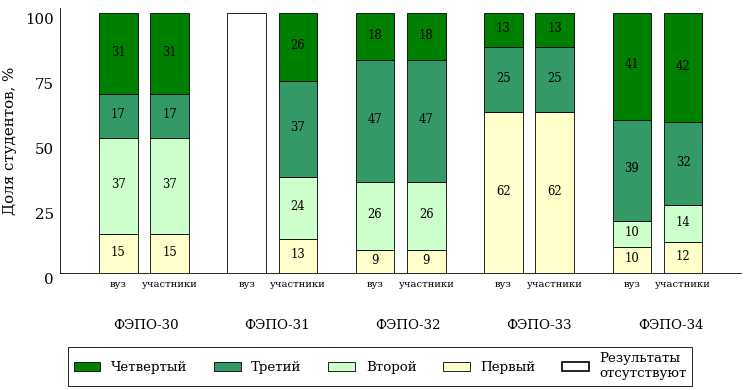 Доля студентов, %
100
75
50
25
0
31 31 26 18 18 13 13 41 42
17 17 37 47 47 25 25 39 32
37 37 24 26 26 62 62 10 14
15 15 13 9 9 10 12
вуз участники вуз участники вуз участники вуз участники вуз участники
ФЭПО-30 ФЭПО-31 ФЭПО-32 ФЭПО-33 ФЭПО-34
Четвертый Третий Второй Первый Результаты
отсутствуют